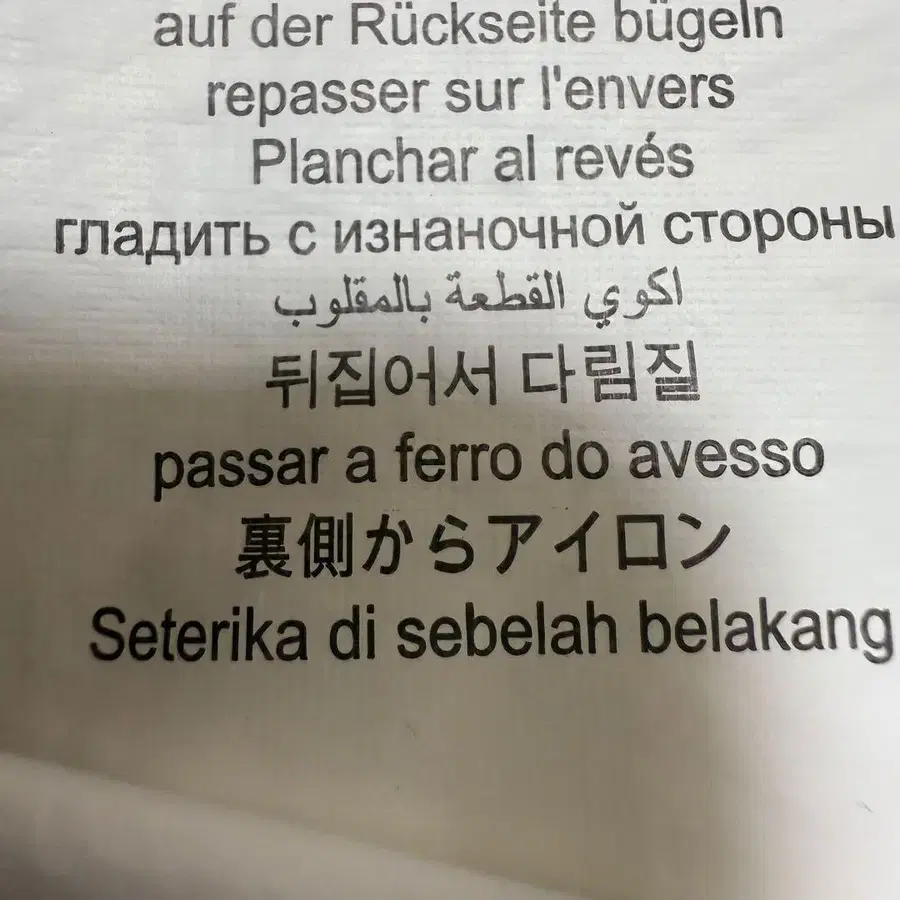 auf der Rückseite bügeln
repasser sur l'envers
Planchar al revés
гладить с изнаночной стороны
اكوي القطعة بالمقلوب
뒤집어서 다림질
passar a ferro do avesso
裏側からアイロン
Seterika di sebelah belakang